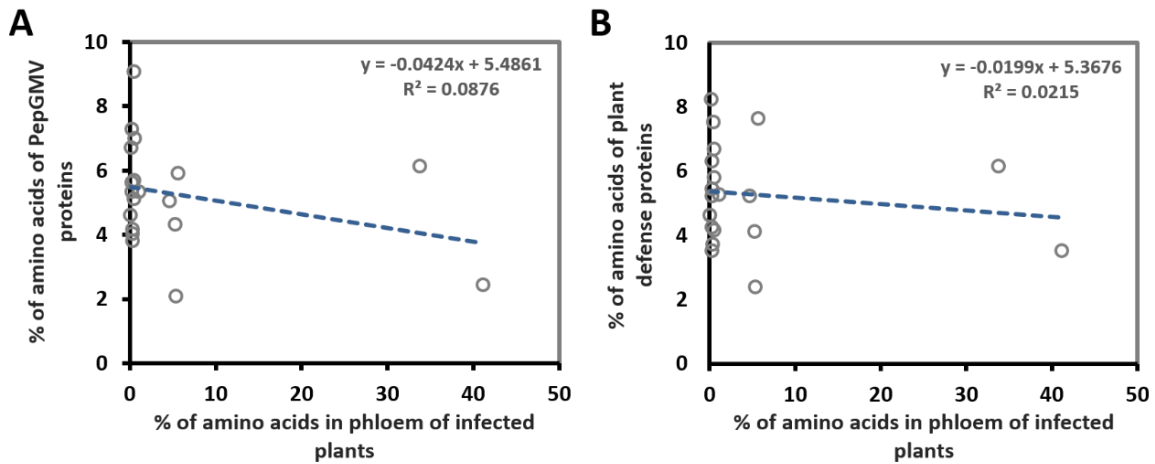 A
% of amino acids of PepGMV
proteins
10
8
6
4
2
0
y = -0.0424x + 5.4861
R² = 0.0876
0 10 20 30 40 50
% of amino acids in phloem of infected
plants
B
% of amino acids of plant
defense proteins
10
8
6
4
2
0
y = -0.0199x + 5.3676
R² = 0.0215
0 10 20 30 40 50
% of amino acids in phloem of infected
plants